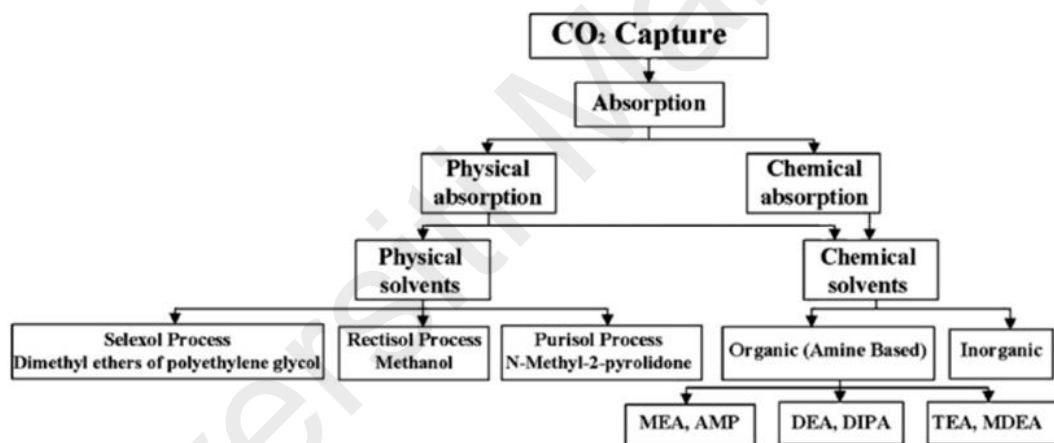 CO₂ Capture
Absorption
Physical
absorption
Chemical
absorption
Physical
solvents
Chemical
solvents
Selexol Process
Dimethyl ethers of polyethylene glycol
Rectisol Process
Methanol
Purisol Process
N-Methyl-2-pyrolidone
Organic (Amine Based)
Inorganic
MEA, AMP
DEA, DIPA
TEA, MDEA